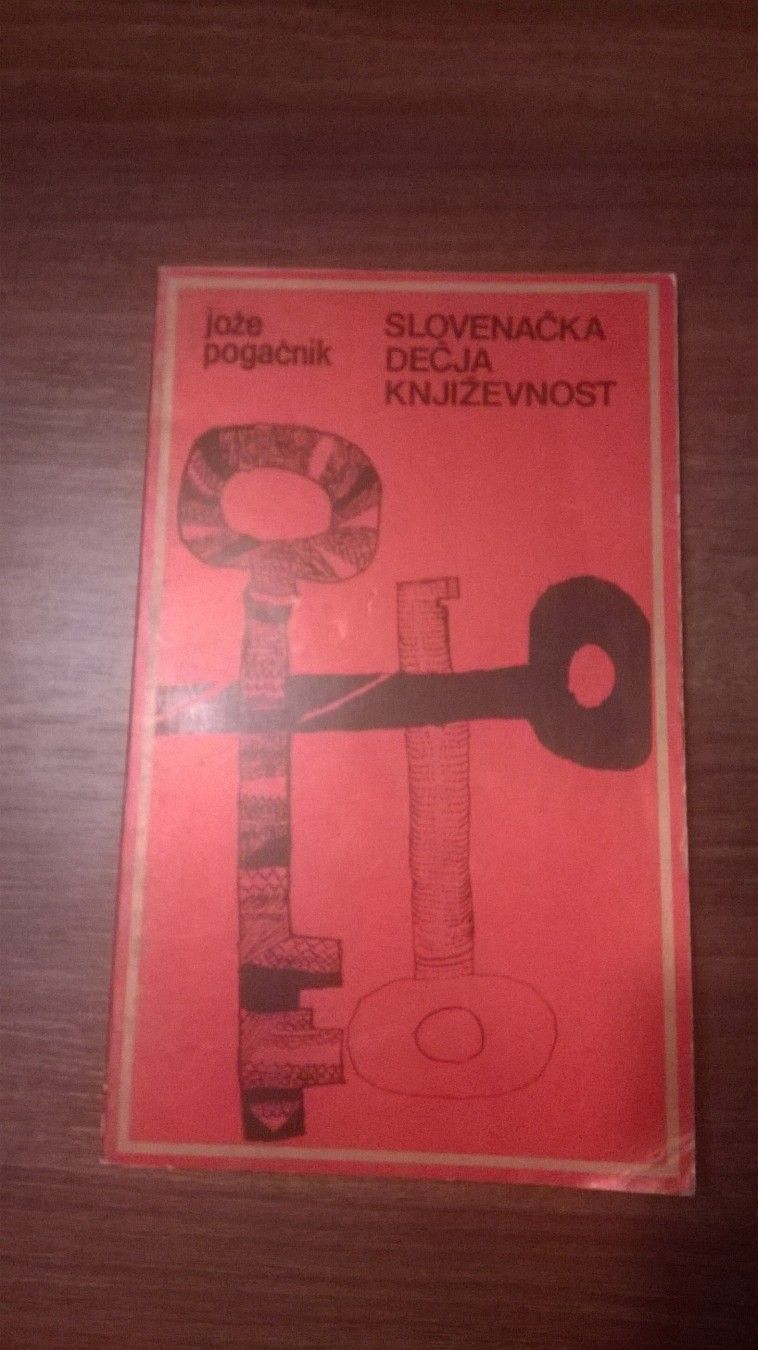 jože
pogačnik
SLOVENAČKA
DEČJA
KNJIŽEVNOST